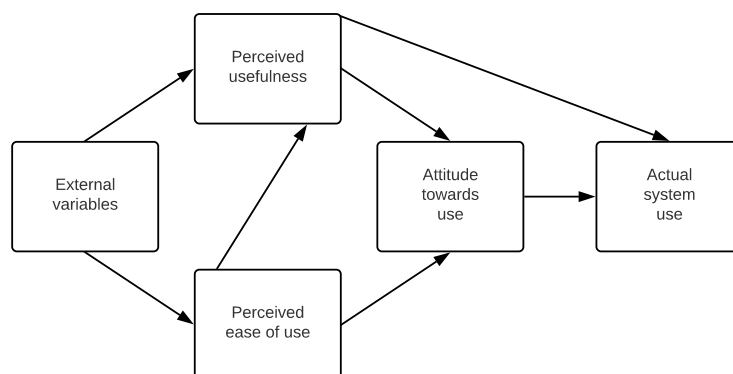 Perceived
usefulness
External
variables
Attitude
towards
use
Actual
system
use
Perceived
ease of use